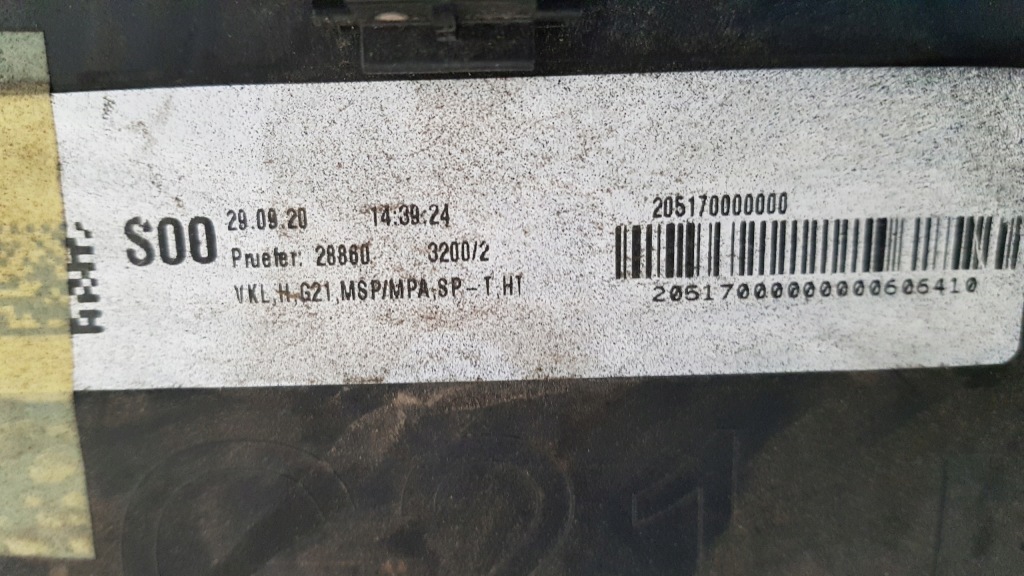 S00
29.09.20 14:39:24
Pruefer: 28860 3200/2
VKL,H,G21,MSP/MPA,SP-T,HT
205170000000
20517000000000606410